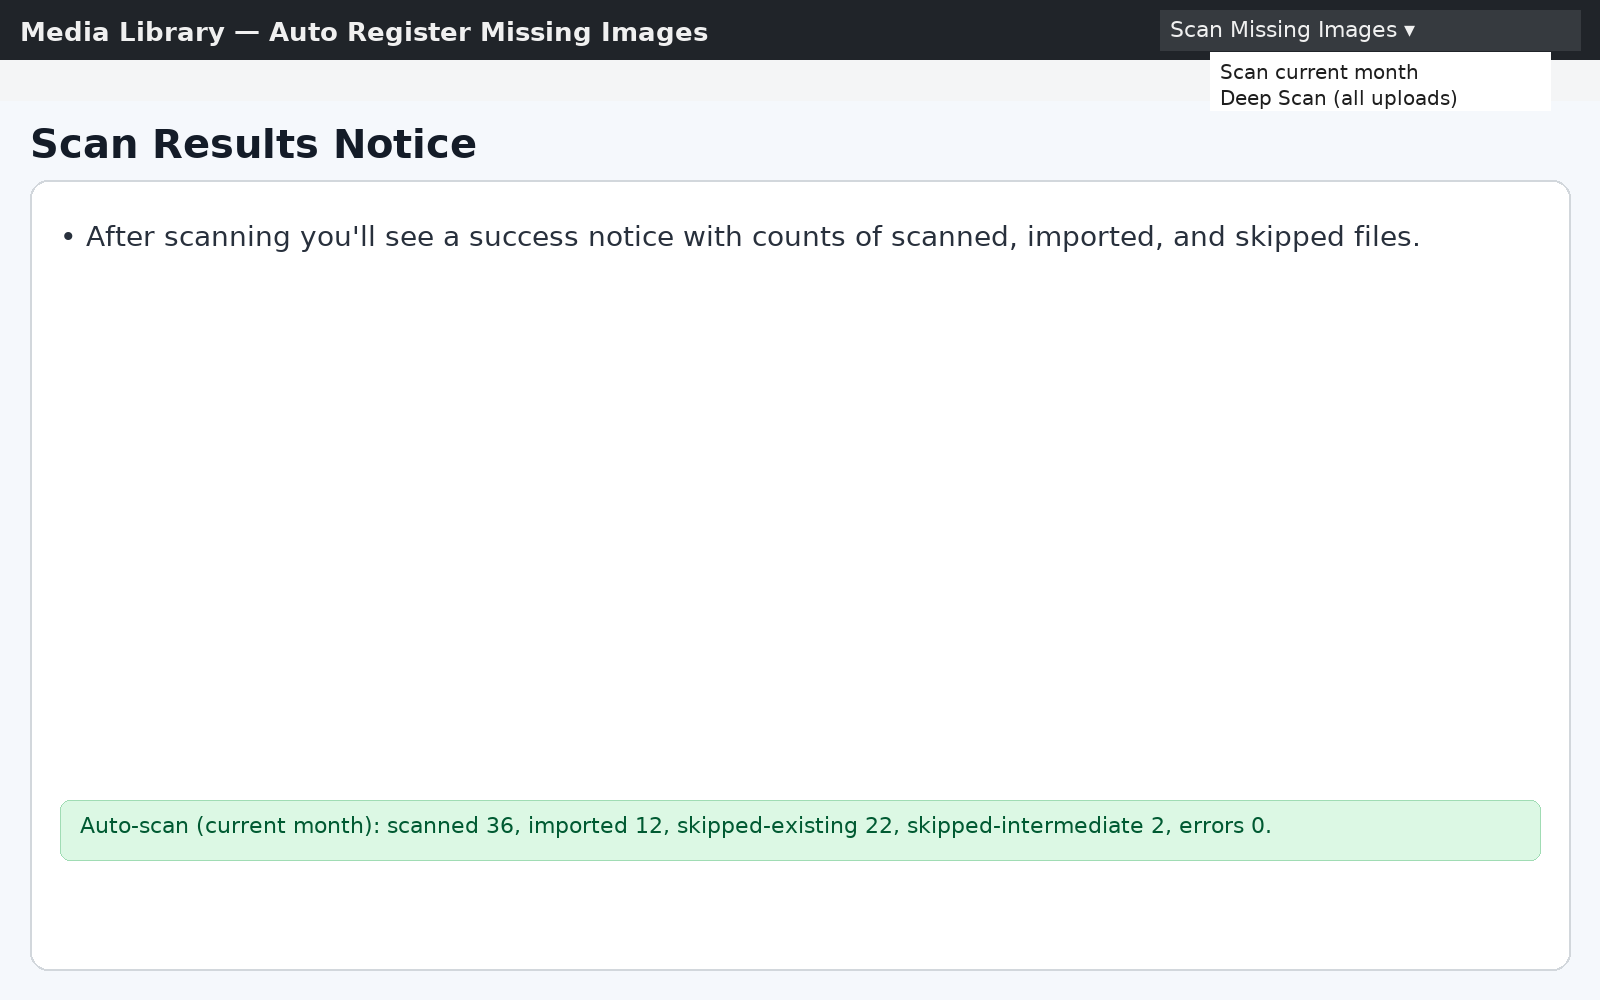 Media Library — Auto Register Missing Images
Scan Missing Images ▾
Scan current month
Deep Scan (all uploads)
Scan Results Notice
• After scanning you'll see a success notice with counts of scanned, imported, and skipped files.
Auto-scan (current month): scanned 36, imported 12, skipped-existing 22, skipped-intermediate 2, errors 0.